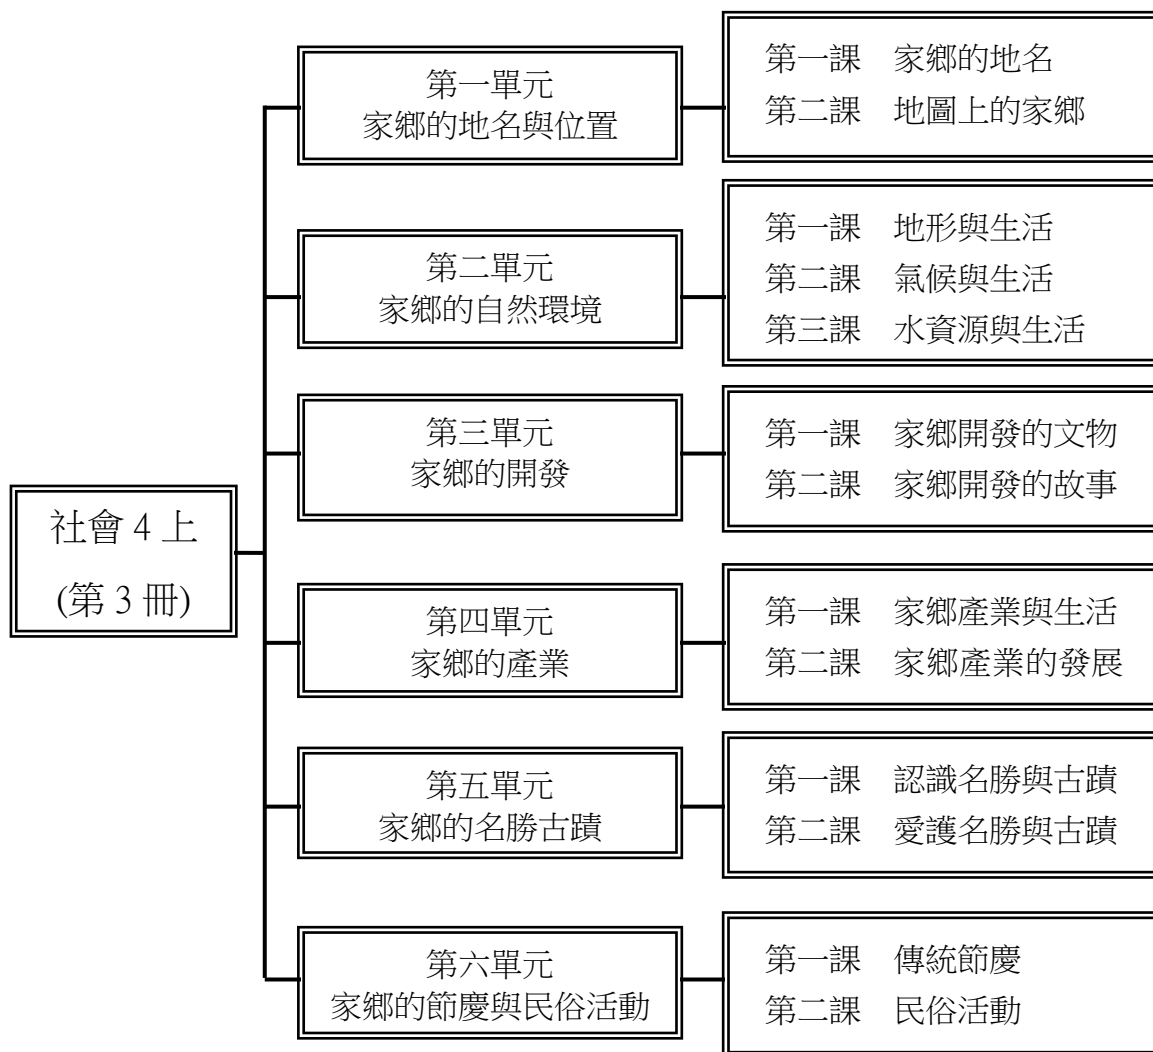 社會 4 上
(第 3 冊)
第一單元
家鄉的地名與位置
第一課 家鄉的地名
第二課 地圖上的家鄉
第二單元
家鄉的自然環境
第一課 地形與生活
第二課 氣候與生活
第三課 水資源與生活
第三單元
家鄉的開發
第一課 家鄉開發的文物
第二課 家鄉開發的故事
第四單元
家鄉的產業
第一課 家鄉產業與生活
第二課 家鄉產業的發展
第五單元
家鄉的名勝古蹟
第一課 認識名勝與古蹟
第二課 愛護名勝與古蹟
第六單元
家鄉的節慶與民俗活動
第一課 傳統節慶
第二課 民俗活動